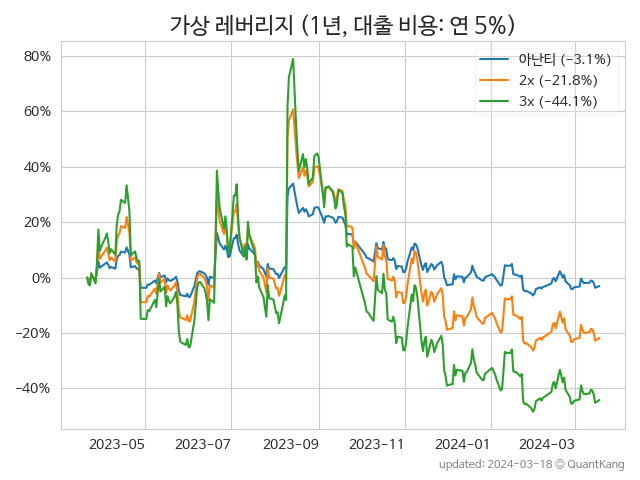 가상 레버리지 (1년, 대출 비용: 연 5%)
80%
60%
40%
20%
0%
−20%
−40%
아난티 (−3.1%)
2x (−21.8%)
3x (−44.1%)
2023-05 2023-07 2023-09 2023-11 2024-01 2024-03
updated: 2024-03-18 © QuantKang